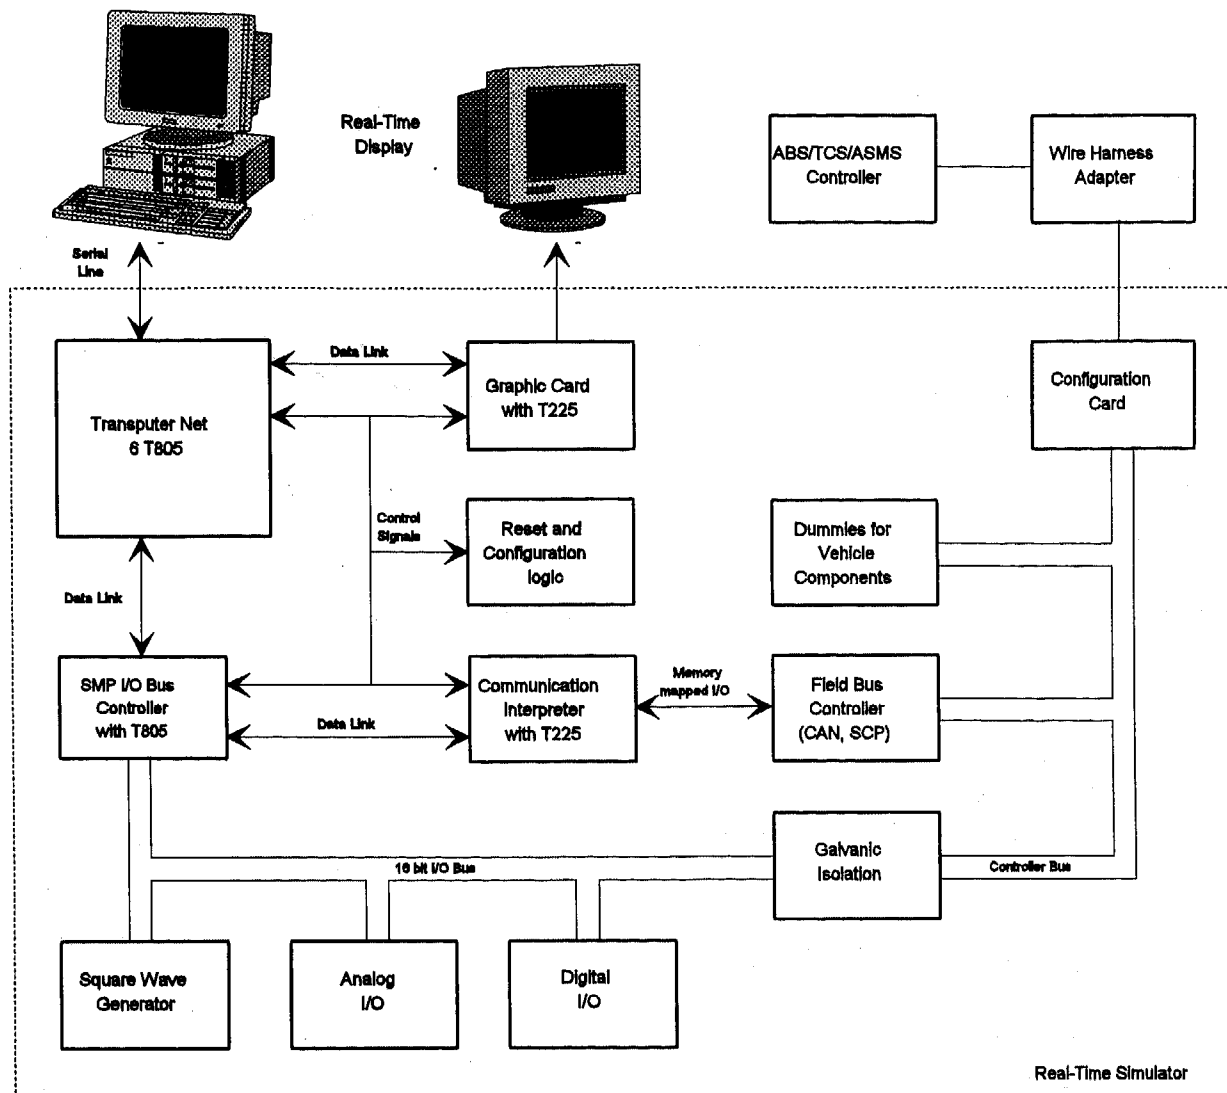 Real-Time
Display
ABS/TCS/ASMS
Controller
Wire Harness
Adapter
Serial
Line
Transputer Net
6 T805
Data Link
Graphic Card
with T225
Configuration
Card
Control
Signals
Reset and
Configuration
logic
Dummies for
Vehicle
Components
Data Link
SMP I/O Bus
Controller
with T805
Data Link
Communication
Interpreter
with T225
Memory
mapped I/O
Field Bus
Controller
(CAN, SCP)
16 bit I/O Bus
Galvanic
Isolation
Controller Bus
Square Wave
Generator
Analog
I/O
Digital
I/O
Real-Time Simulator